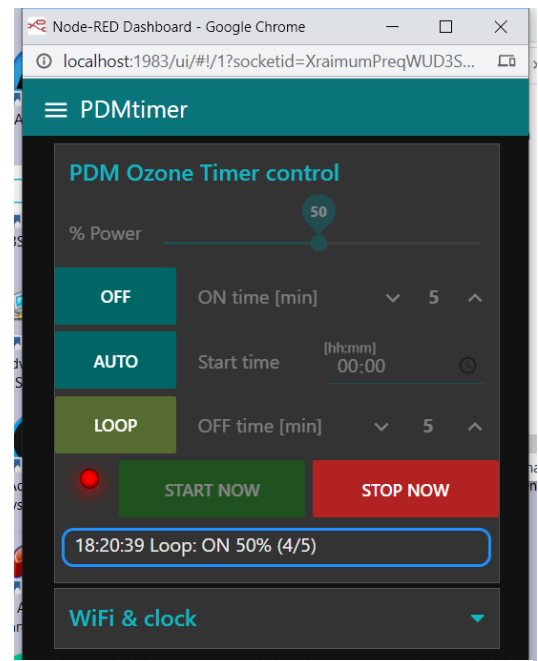 Node-RED Dashboard - Google Chrome
localhost:1983/ui/#!/1?socketid=XraimumPreqWUD3S...
PDMtimer
PDM Ozone Timer control
50
% Power
OFF
ON time [min]
5
AUTO
Start time
[hh:mm]
00:00
LOOP
OFF time [min]
5
START NOW
STOP NOW
18:20:39 Loop: ON 50% (4/5)
WiFi & clock